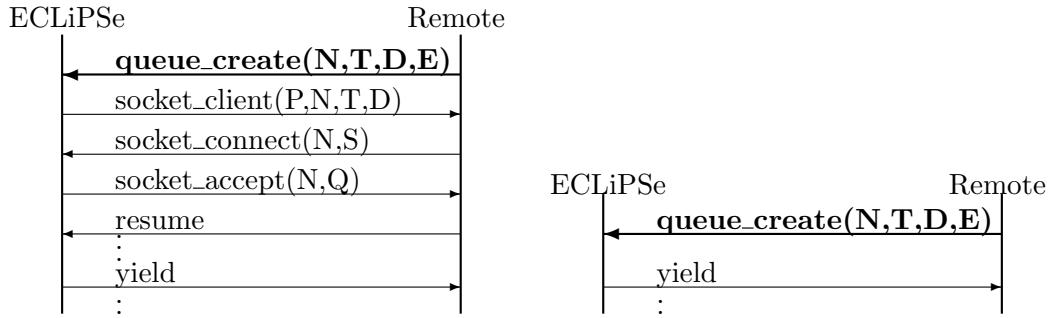 ECLiPSe Remote
queue_create(N,T,D,E)
socket_client(P,N,T,D)
socket_connect(N,S)
socket_accept(N,Q)
resume
yield
ECLiPSe Remote
queue_create(N,T,D,E)
yield